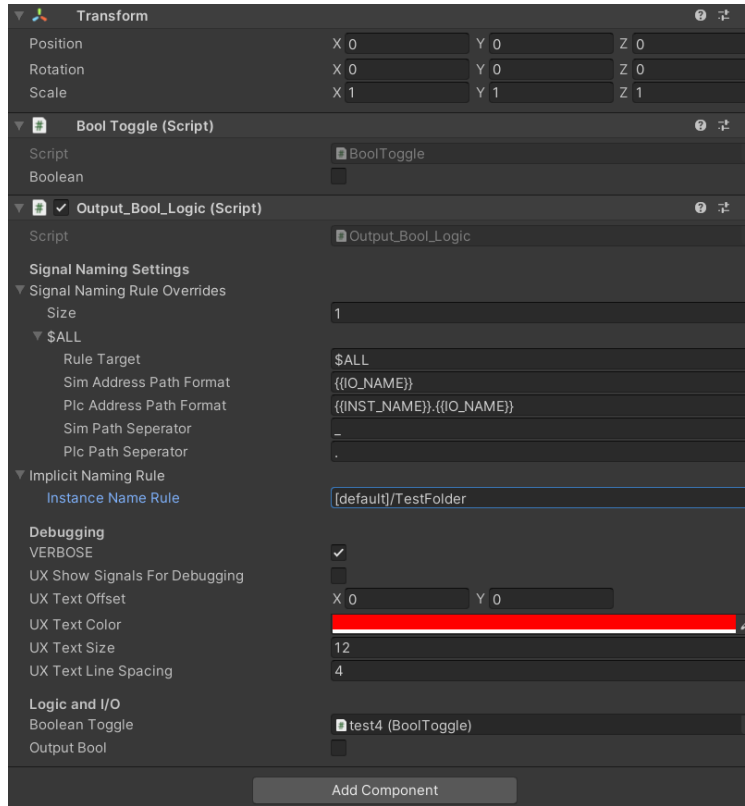 Transform
Position X 0 Y 0 Z 0
Rotation X 0 Y 0 Z 0
Scale X 1 Y 1 Z 1
# Bool Toggle (Script)
Script # BoolToggle
Boolean
# Output_Bool_Logic (Script)
Script # Output_Bool_Logic
Signal Naming Settings
Signal Naming Rule Overrides
Size 1
$ALL
Rule Target $ALL
Sim Address Path Format {{IO_NAME}}
Plc Address Path Format {{INST_NAME}}.{{IO_NAME}}
Sim Path Seperator _
Plc Path Seperator .
Implicit Naming Rule
Instance Name Rule [default]/TestFolder
Debugging
VERBOSE
UX Show Signals For Debugging
UX Text Offset X 0 Y 0
UX Text Color
UX Text Size 12
UX Text Line Spacing 4
Logic and I/O
Boolean Toggle # test4 (BoolToggle)
Output Bool
Add Component